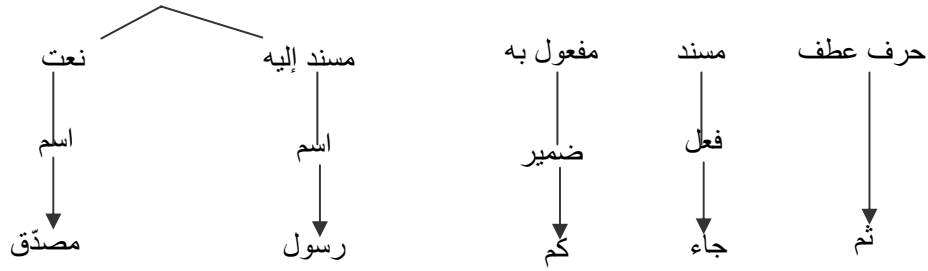 حرف عطف مسند مفعول به مسند إليه نعت
فعل ضمير اسم اسم
ثم جاء كم رسول مصدّق